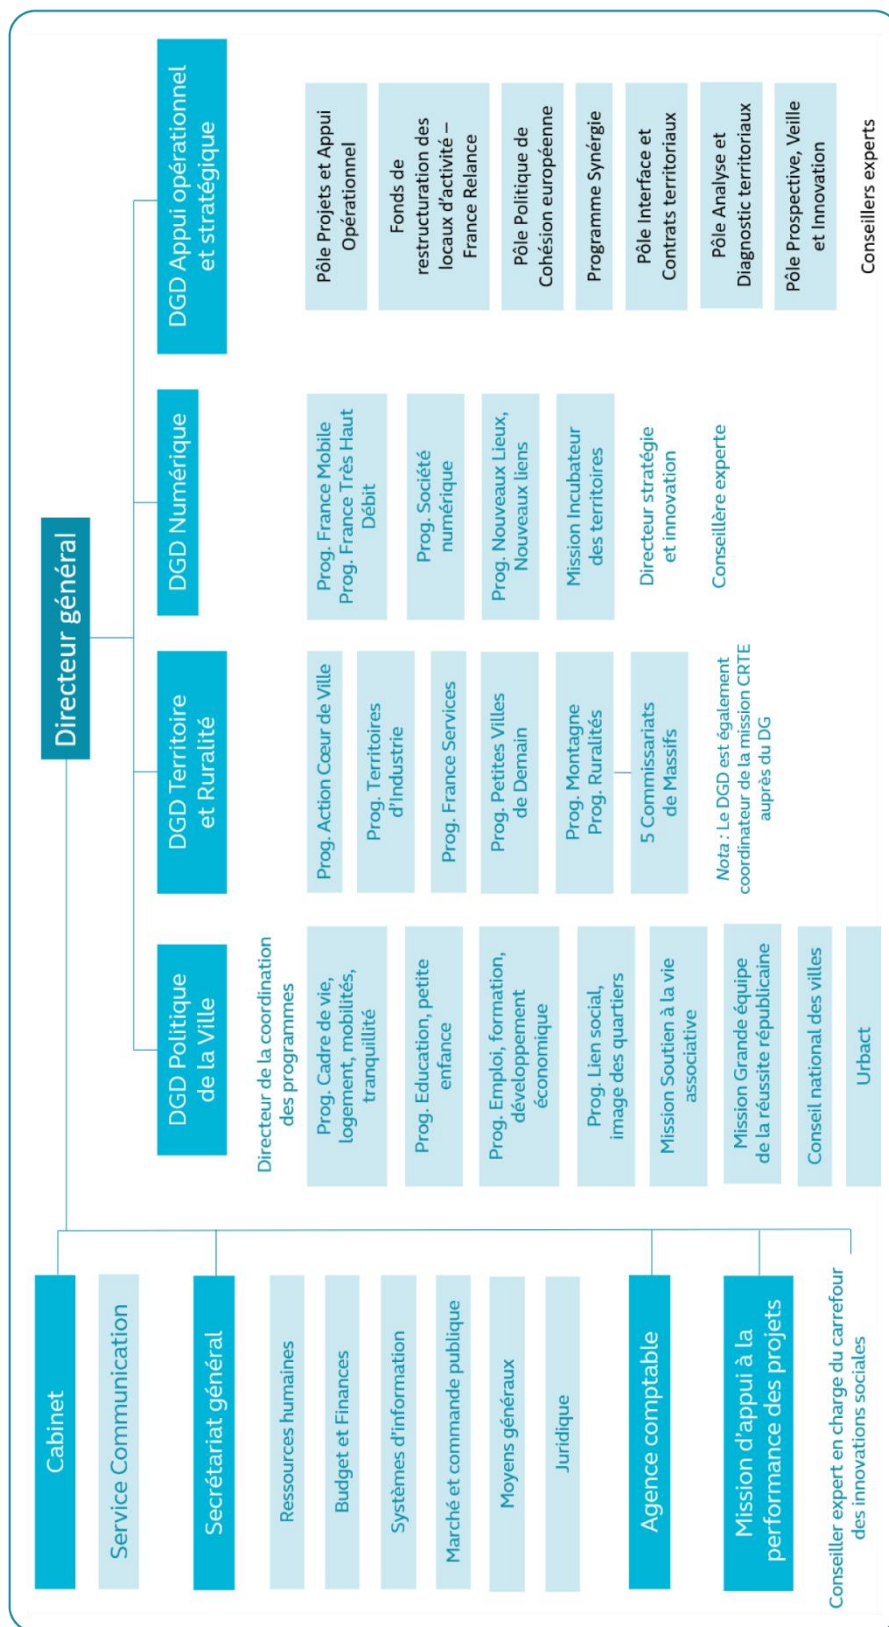 Directeur général
Cabinet
Service Communication
Secrétariat général
Ressources humaines
Budget et Finances
Systèmes d'information
Marché et commande publique
Moyens généraux
Juridique
Agence comptable
Mission d'appui à la
performance des projets
Conseiller expert en charge du carrefour
des innovations sociales
DGD Politique
de la Ville
Directeur de la coordination
des programmes
Prog. Cadre de vie,
logement, mobilités,
tranquillité
Prog. Education, petite
enfance
Prog. Emploi, formation,
développement
économique
Prog. Lien social,
image des quartiers
Mission Soutien à la vie
associative
Mission Grande équipe
de la réussite républicaine
Conseil national des villes
Urbact
DGD Territoire
et Ruralité
Prog. Action Cœur de Ville
Prog. Territoires
d'Industrie
Prog. France Services
Prog. Petites Villes
de Demain
Prog. Montagne
Prog. Ruralités
5 Commissariats
de Massifs
Nota : Le DGD est également
coordinateur de la mission CRTE
auprès du DG
DGD Numérique
Prog. France Mobile
Prog. France Très Haut
Débit
Prog. Société
numérique
Prog. Nouveaux Lieux,
Nouveaux liens
Mission Incubateur
des territoires
Directeur stratégie
et innovation
Conseillère experte
DGD Appui opérationnel
et stratégique
Pôle Projets et Appui
Opérationnel
Fonds de
restructuration des
locaux d'activité –
France Relance
Pôle Politique de
Cohésion européenne
Programme Synérgie
Pôle Interface et
Contrats territoriaux
Pôle Analyse et
Diagnostic territoriaux
Pôle Prospective, Veille
et Innovation
Conseillers experts